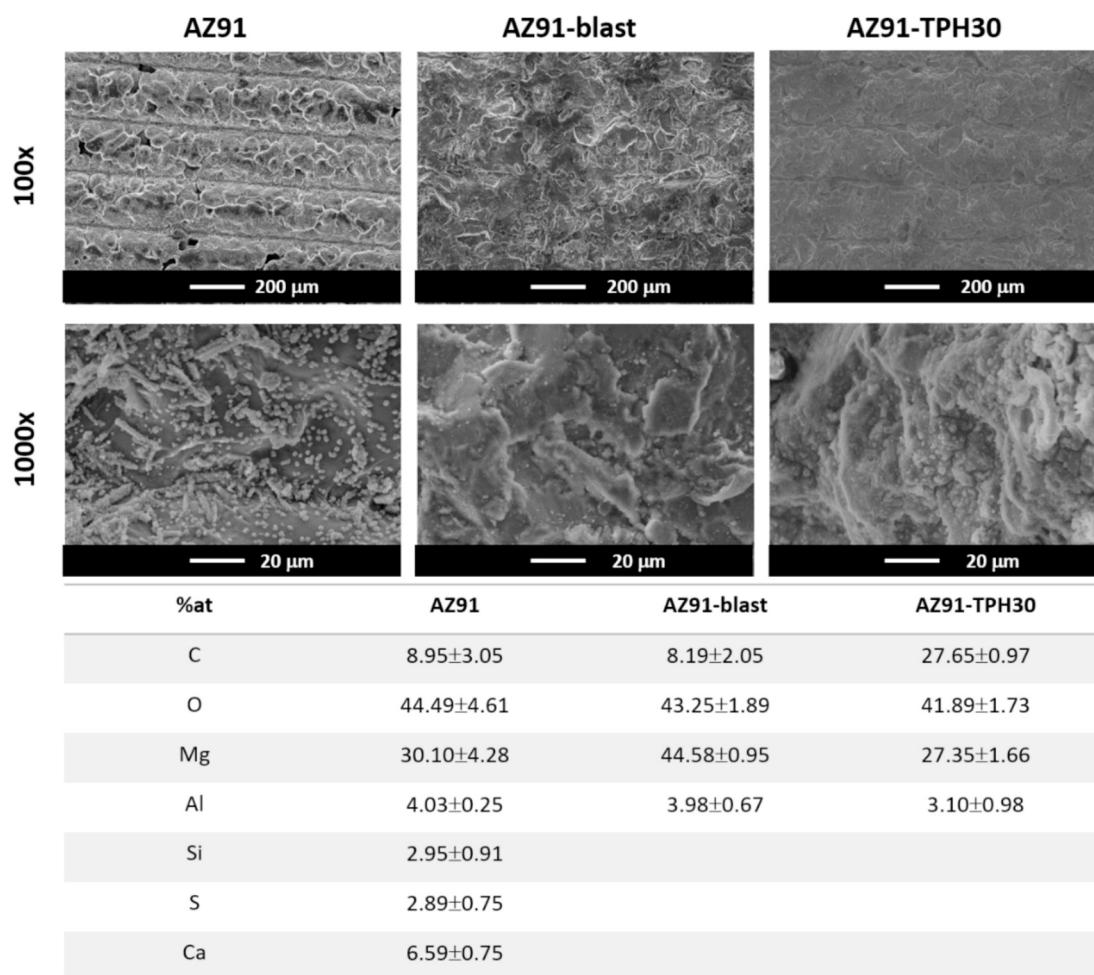 AZ91 AZ91-blast AZ91-TPH30
100x
200 µm 200 µm 200 µm
1000x
20 µm 20 µm 20 µm
%at AZ91 AZ91-blast AZ91-TPH30
C 8.95±3.05 8.19±2.05 27.65±0.97
O 44.49±4.61 43.25±1.89 41.89±1.73
Mg 30.10±4.28 44.58±0.95 27.35±1.66
Al 4.03±0.25 3.98±0.67 3.10±0.98
Si 2.95±0.91
S 2.89±0.75
Ca 6.59±0.75